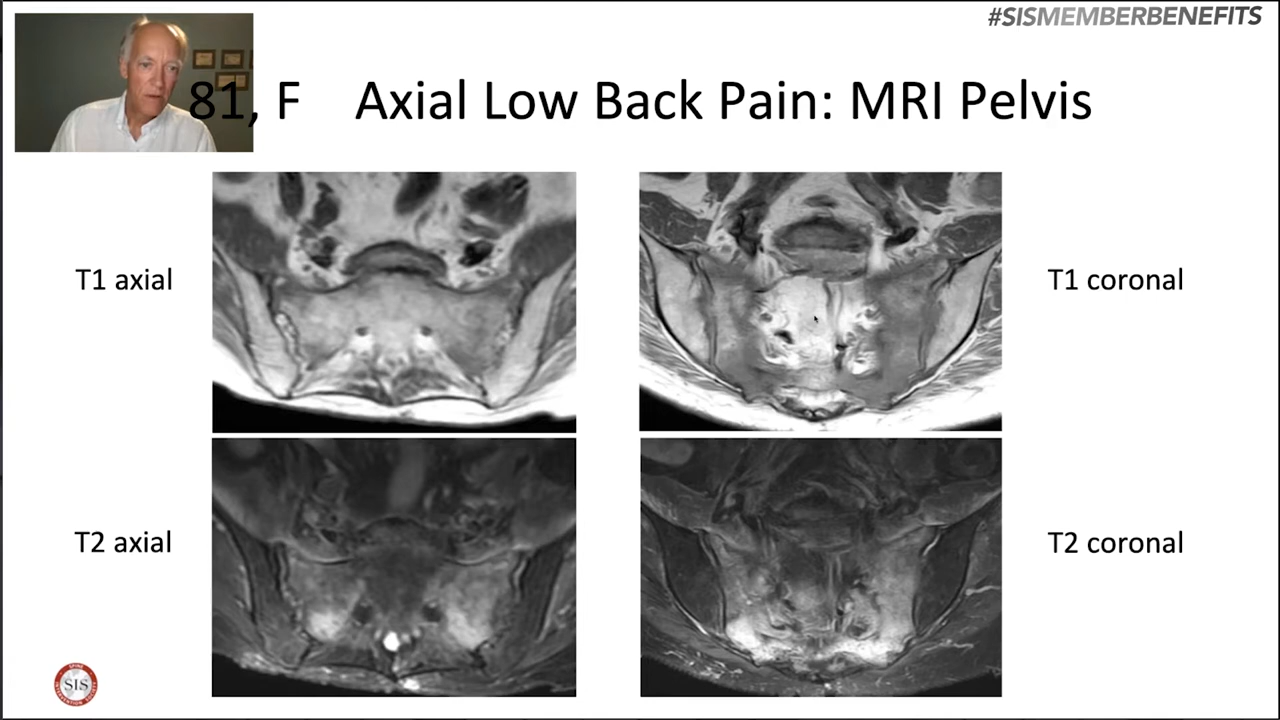 #SISMEMBERBENEFITS
81, F Axial Low Back Pain: MRI Pelvis
T1 axial
T1 coronal
T2 axial
T2 coronal
SIS